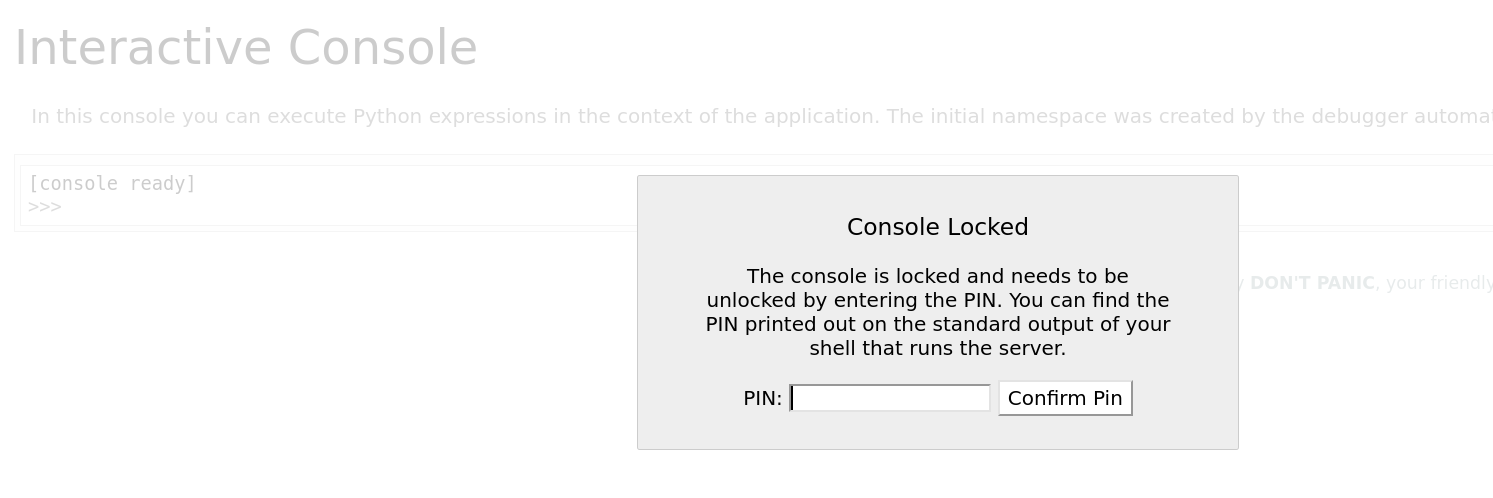 Interactive Console
In this console you can execute Python expressions in the context of the application. The initial namespace was created by the debugger
[console ready]
>>>
Console Locked
The console is locked and needs to be
unlocked by entering the PIN. You can find the
PIN printed out on the standard output of your
shell that runs the server.
PIN:
Confirm Pin
DON'T PANIC, your friendly